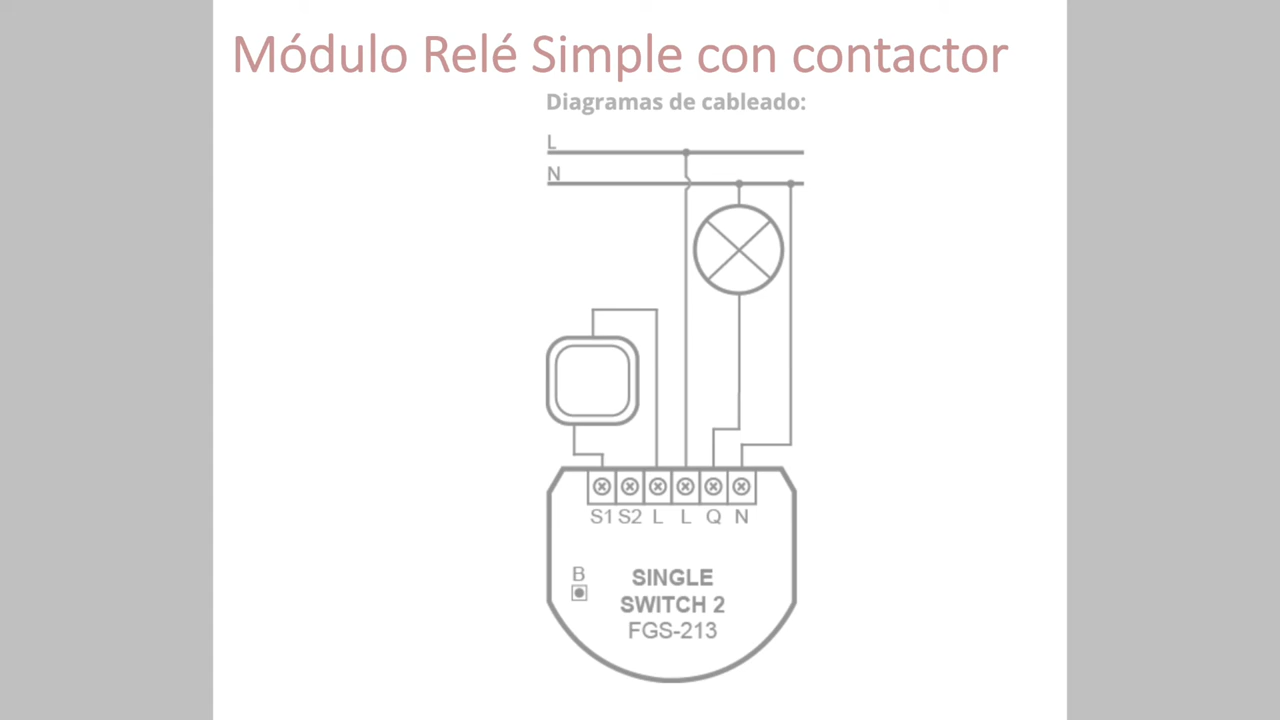 Módulo Relé Simple con contactor
Diagramas de cableado:
L
N
S1 S2 L L Q N
B
SINGLE
SWITCH 2
FGS-213